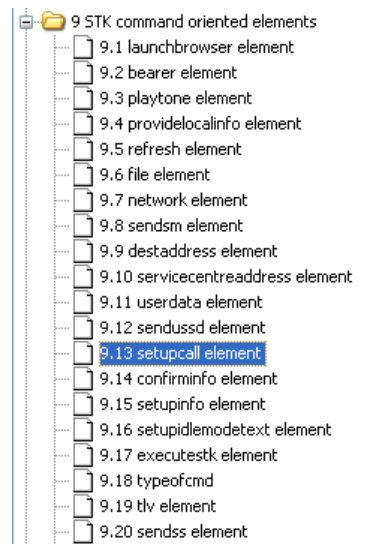 9 STK command oriented elements
9.1 launchbrowser element
9.2 bearer element
9.3 playtone element
9.4 providelocalinfo element
9.5 refresh element
9.6 file element
9.7 network element
9.8 sendsm element
9.9 destaddress element
9.10 servicecentreaddress element
9.11 userdata element
9.12 sendussd element
9.13 setupcall element
9.14 confirminfo element
9.15 setupinfo element
9.16 setupidlemodetext element
9.17 executestk element
9.18 typeofcmd
9.19 tlv element
9.20 sendss element